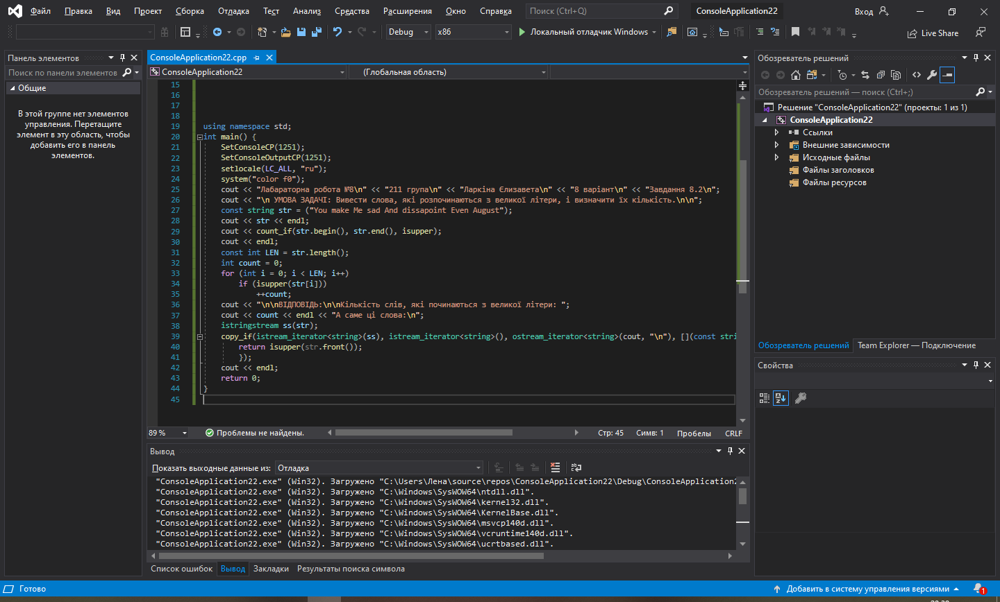 Файл Правка Вид Проект Сборка Отладка Тест Анализ Средства Расширения Окно Справка Поиск (Ctrl+Q) ConsoleApplication22 Вход
Debug x86 Локальный отладчик Windows Live Share
Панель элементов
Поиск по панели элементов
Общие
В этой группе нет элементов
управления. Перетащите
элемент в эту область, чтобы
добавить его в панель
элементов.
ConsoleApplication22.cpp
ConsoleApplication22 (Глобальная область)
15
16
17
18
19 using namespace std;
20 int main() {
21 SetConsoleCP(1251);
22 SetConsoleOutputCP(1251);
23 setlocale(LC_ALL, "ru");
24 system("color f0");
25 cout << "Лабараторна робота №8\n" << "211 група\n" << "Ларкіна Єлизавета\n" << "8 варіант\n" << "Завдання 8.2\n";
26 cout << "\n УМОВА ЗАДАЧІ: Вивести слова, які розпочинаються з великої літери, і визначити їх кількість.\n\n";
27 const string str = ("You make Me sad And dissapoint Even August");
28 cout << str << endl;
29 cout << count_if(str.begin(), str.end(), isupper);
30 cout << endl;
31 const int LEN = str.length();
32 int count = 0;
33 for (int i = 0; i < LEN; i++)
34 if (isupper(str[i]))
35 ++count;
36 cout << "\n\nВІДПОВІДЬ:\n\nКількість слів, які починаються з великої літери: ";
37 cout << count << endl << "А саме ці слова:\n";
38 istringstream ss(str);
39 copy_if(istream_iterator<string>(ss), istream_iterator<string>(), ostream_iterator<string>(cout, "\n"), [](const stri
40 return isupper(str.front());
41 });
42 cout << endl;
43 return 0;
44 }
45
89 % Проблемы не найдены. Стр: 45 Симв: 1 Пробелы CRLF
Вывод
Показать выходные данные из: Отладка
"ConsoleApplication22.exe" (Win32). Загружено "C:\Users\Лена\source\repos\ConsoleApplication22\Debug\ConsoleApplication2
"ConsoleApplication22.exe" (Win32). Загружено "C:\Windows\SysWOW64\ntdll.dll".
"ConsoleApplication22.exe" (Win32). Загружено "C:\Windows\SysWOW64\kernel32.dll".
"ConsoleApplication22.exe" (Win32). Загружено "C:\Windows\SysWOW64\KernelBase.dll".
"ConsoleApplication22.exe" (Win32). Загружено "C:\Windows\SysWOW64\msvcp140d.dll".
"ConsoleApplication22.exe" (Win32). Загружено "C:\Windows\SysWOW64\vcruntime140d.dll".
"ConsoleApplication22.exe" (Win32). Загружено "C:\Windows\SysWOW64\ucrtbased.dll".
Список ошибок Вывод Закладки Результаты поиска символа
Обозреватель решений
Обозреватель решений — поиск (Ctrl+;)
Решение "ConsoleApplication22" (проекты: 1 из 1)
ConsoleApplication22
Ссылки
Внешние зависимости
Исходные файлы
Файлы заголовков
Файлы ресурсов
Обозреватель решений Team Explorer — Подключение
Свойства
Готово Добавить в систему управления версиями 1